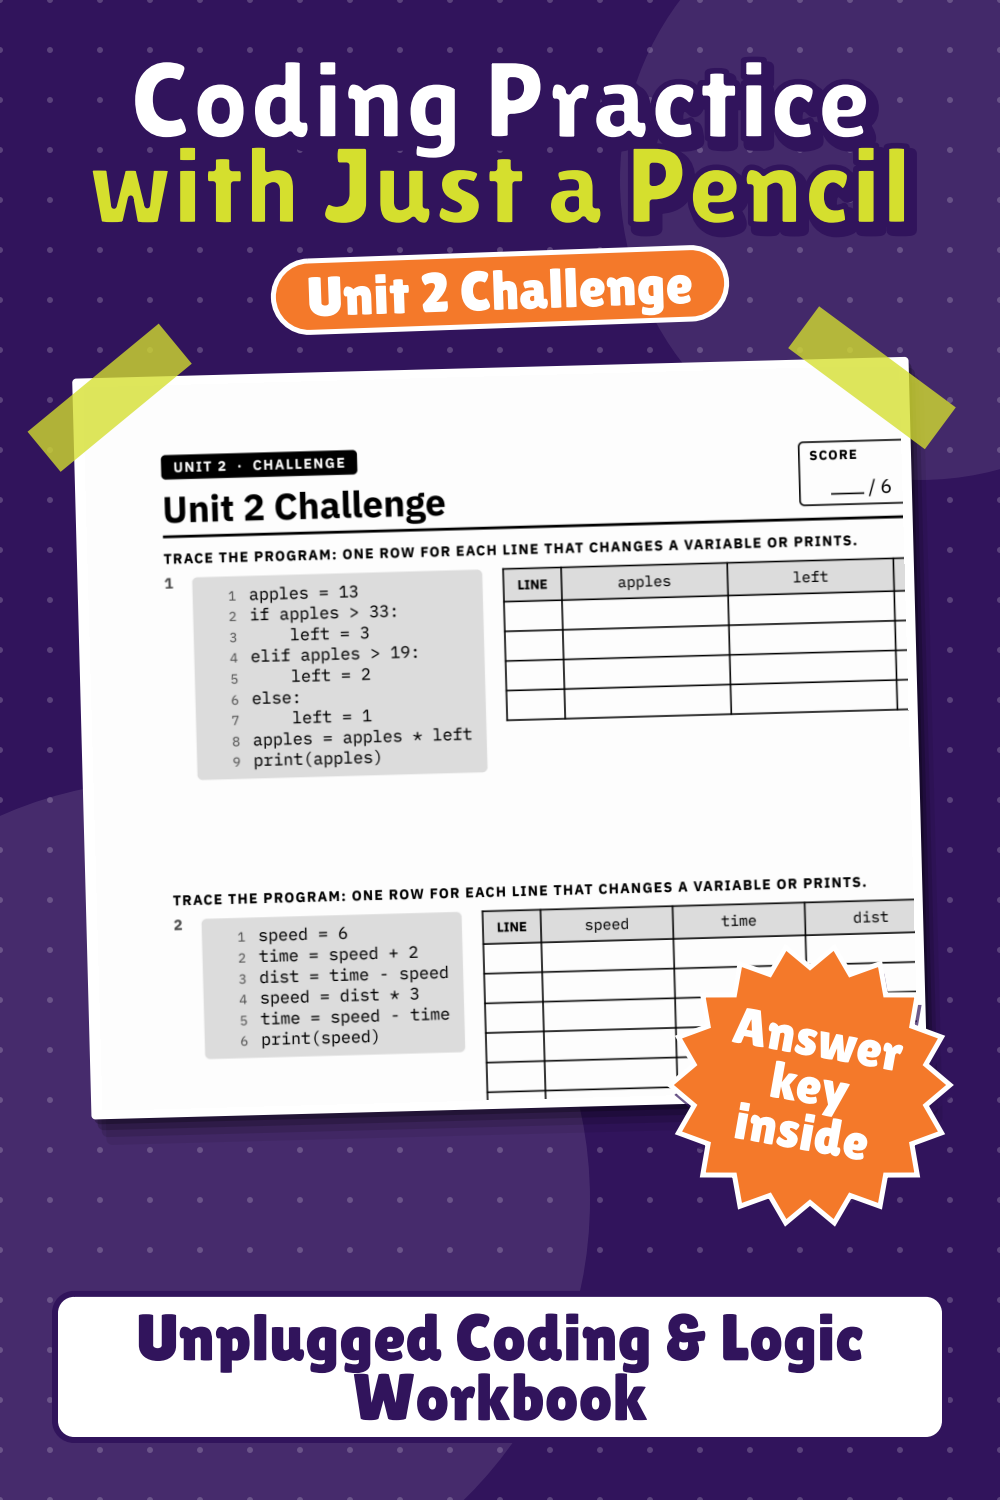 Coding Practice
with Just a Pencil
Unit 2 Challenge
UNIT 2 · CHALLENGE
Unit 2 Challenge
SCORE
___ / 6
TRACE THE PROGRAM: ONE ROW FOR EACH LINE THAT CHANGES A VARIABLE OR PRINTS.
1
1 apples = 13
2 if apples > 33:
3     left = 3
4 elif apples > 19:
5     left = 2
6 else:
7     left = 1
8 apples = apples * left
9 print(apples)
LINE apples left
TRACE THE PROGRAM: ONE ROW FOR EACH LINE THAT CHANGES A VARIABLE OR PRINTS.
2
1 speed = 6
2 time = speed + 2
3 dist = time - speed
4 speed = dist * 3
5 time = speed - time
6 print(speed)
LINE speed time dist
Answer
key
inside
Unplugged Coding & Logic
Workbook